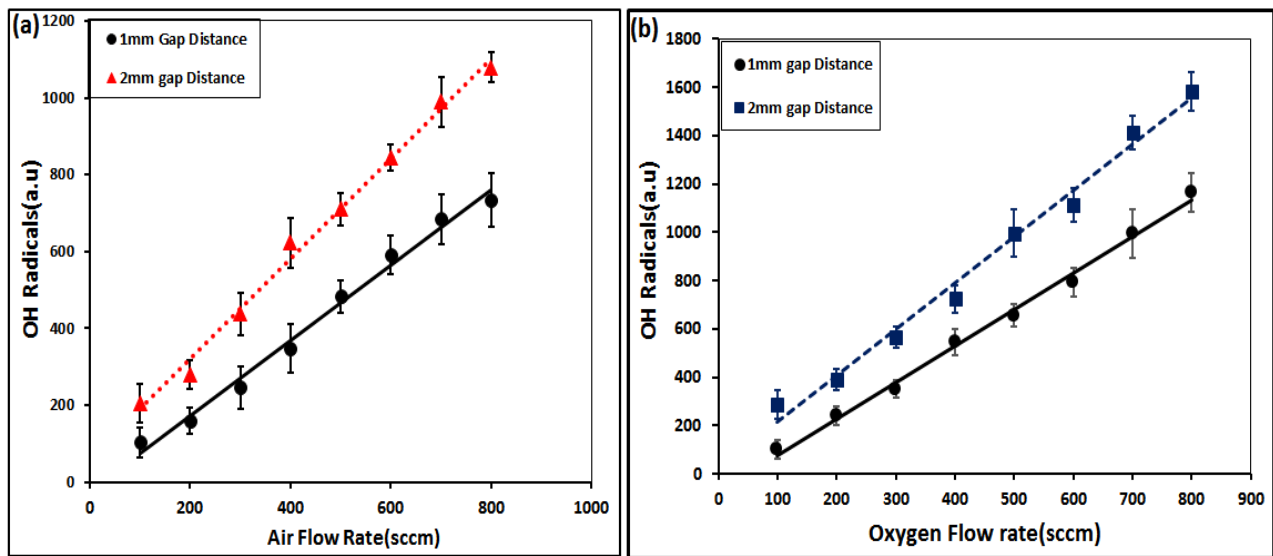 (a)
1mm Gap Distance
2mm gap Distance
1200
1000
800
600
400
200
0
OH Radicals(a.u)
0 200 400 600 800 1000
Air Flow Rate(sccm)
(b)
1mm gap Distance
2mm gap Distance
1800
1600
1400
1200
1000
800
600
400
200
0
OH Radicals(a.u)
0 100 200 300 400 500 600 700 800 900
Oxygen Flow rate(sccm)